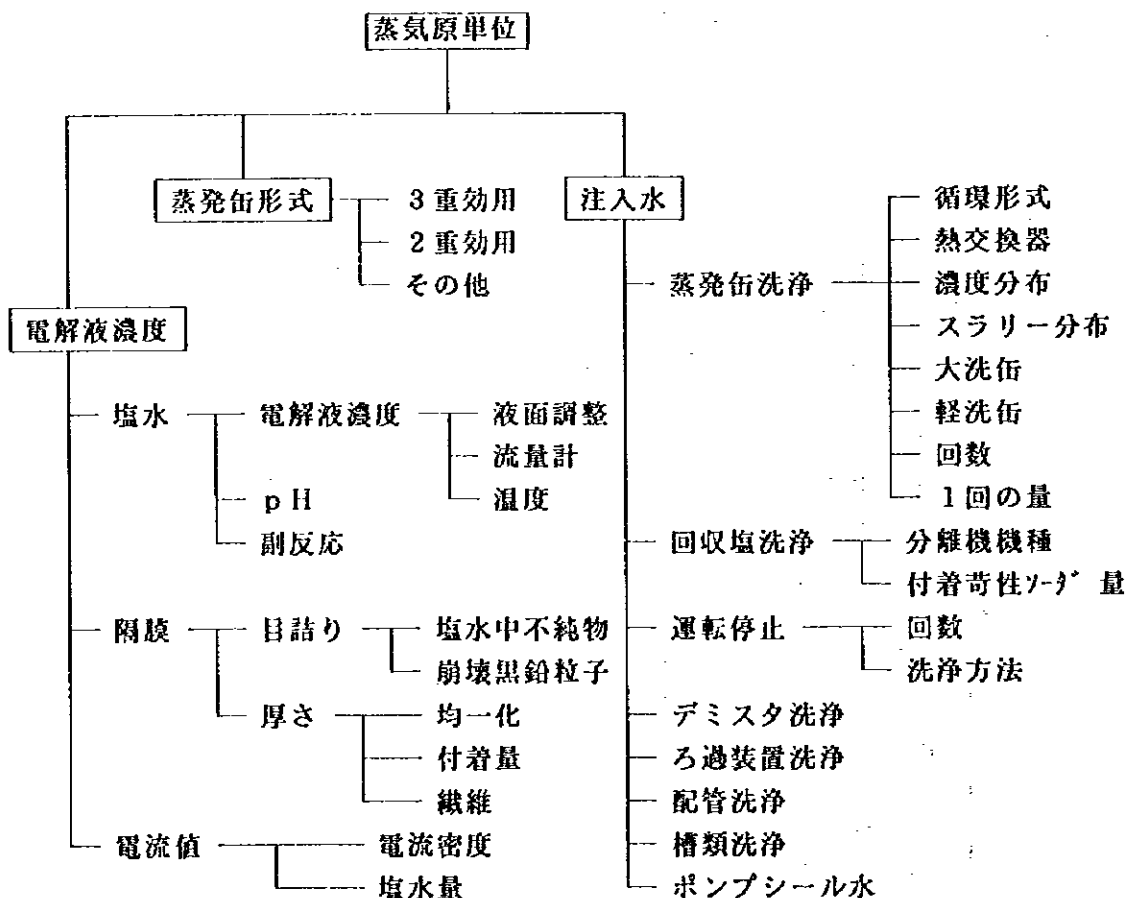 蒸気原単位
蒸発缶形式
3重効用
2重効用
その他
注入水
蒸発缶洗浄
循環形式
熱交換器
濃度分布
スラリー分布
大洗缶
軽洗缶
回数
1回の量
回収塩洗浄
分離機機種
付着苛性ソーダ量
運転停止
回数
洗浄方法
デミスタ洗浄
ろ過装置洗浄
配管洗浄
槽類洗浄
ポンプシール水
電解液濃度
塩水
電解液濃度
液面調整
流量計
温度
pH
副反応
隔膜
目詰り
塩水中不純物
崩壊黒鉛粒子
厚さ
均一化
付着量
繊維
電流値
電流密度
塩水量